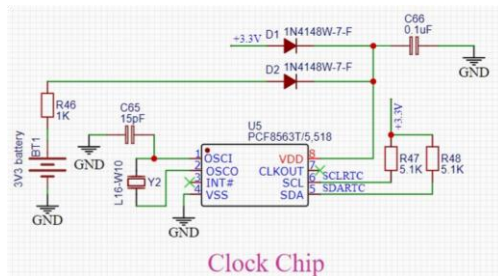 C66
D1 1N4148W-7-F
0.1uF
+3.3V
GND
D2 1N4148W-7-F
R46
1K
C65
15pF
U5
PCF8563T/5,518
+3.3V
3V3 battery
BT1
GND
L16-W10
Y2
1 OSCI VDD 8
2 OSCO CLKOUT 7
3 INT# SCL 6 SCLRTC
4 VSS SDA 5 SDARTC
R47
5.1K
R48
5.1K
GND
GND
Clock Chip